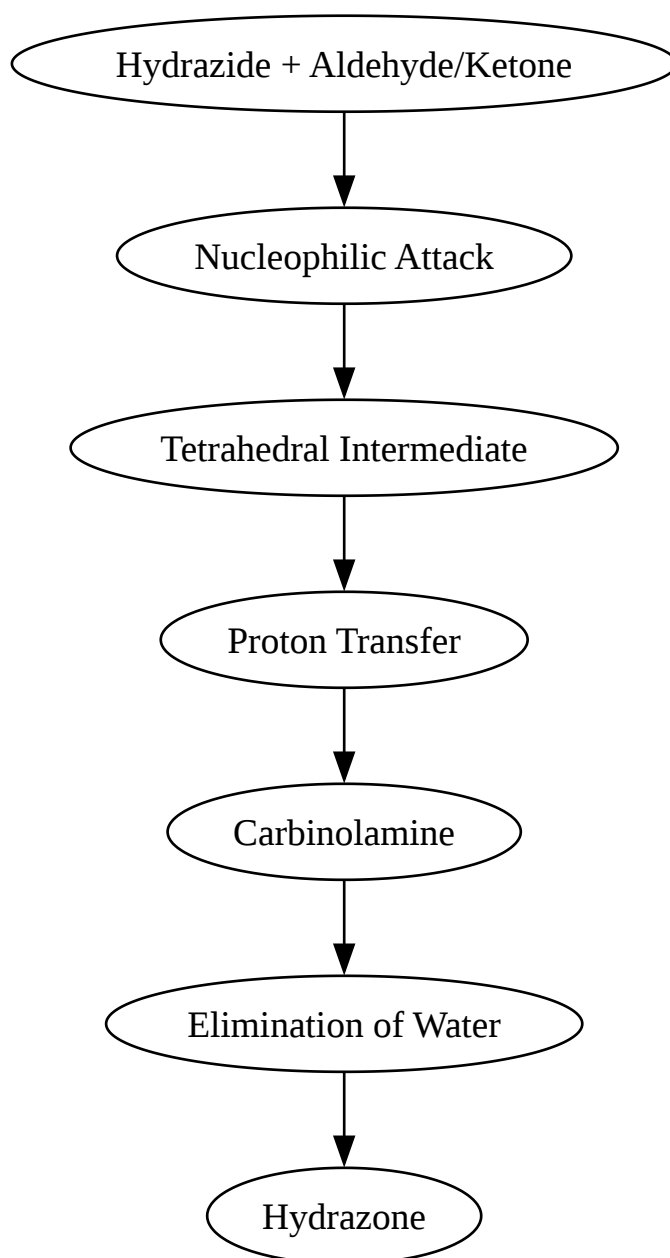 Hydrazide + Aldehyde/Ketone
Nucleophilic Attack
Tetrahedral Intermediate
Proton Transfer
Carbinolamine
Elimination of Water
Hydrazone